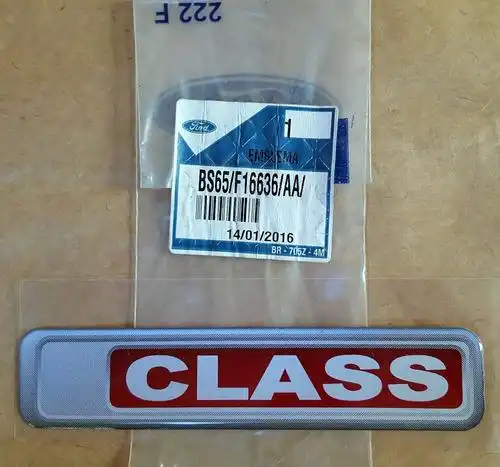 222 F
Ford
1
EMBLEMA
BS65/F16636/AA/
14/01/2016
BR - 705Z - 4M
CLASS